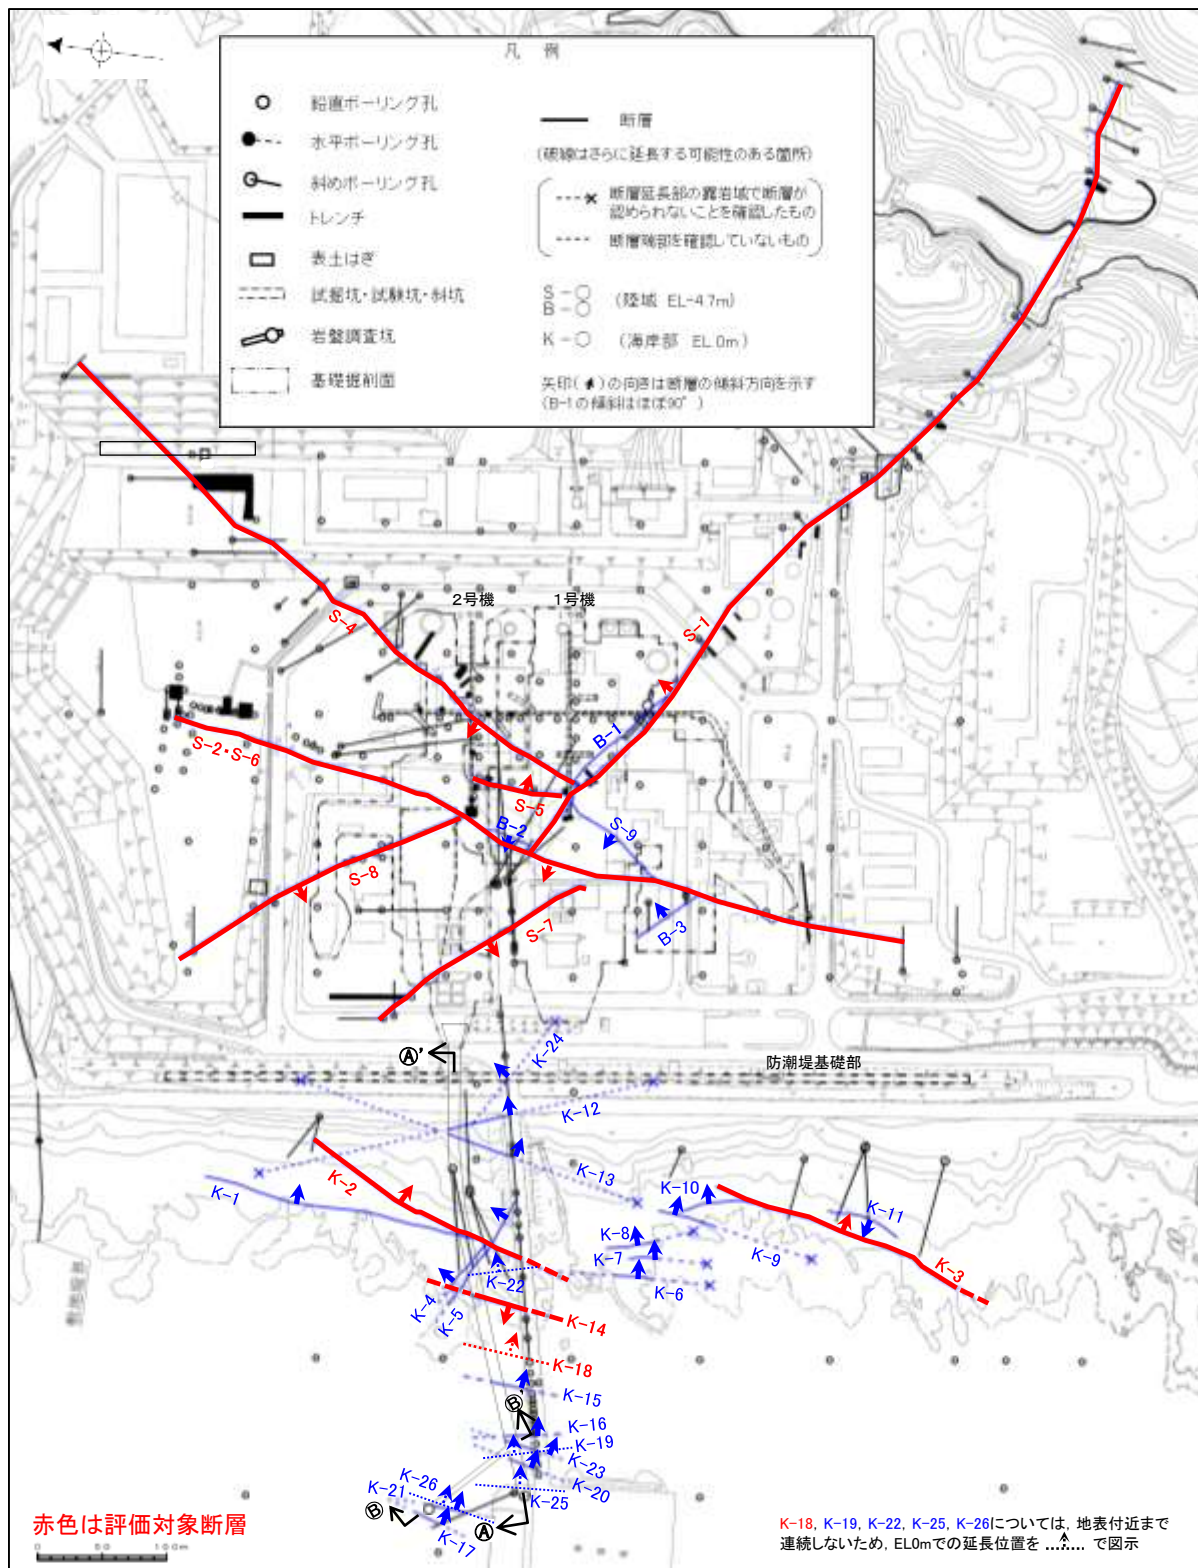 凡 例
鉛直ボーリング孔
水平ボーリング孔
斜めボーリング孔
トレンチ
表土はぎ
試掘坑・試験坑・斜坑
岩盤調査坑
基礎掘削面
断層
(破線はさらに延長する可能性のある箇所)
断層延長部の露岩域で断層が
認められないことを確認したもの
断層端部を確認していないもの
S-○
B-○
(陸域 EL-4.7m)
K-○ (海岸部 EL 0m)
矢印( )の向きは断層の傾斜方向を示す
(B-1の傾斜はほぼ90°)
2号機
1号機
S-4
S-1
B-1
S-2・S-6
S-5
B-2
S-9
S-8
S-7
B-3
K-24
Ⓐ'
防潮堤基礎部
K-12
K-13
K-2
K-1
K-10
K-11
K-8
K-7
K-9
K-22
K-6
K-3
K-4
K-5
K-14
K-18
K-15
Ⓑ'
K-16
K-19
K-23
K-20
K-26
K-21
K-25
Ⓑ
Ⓐ
K-17
赤色は評価対象断層
0 100m
K-18, K-19, K-22, K-25, K-26については, 地表付近まで
連続しないため, EL0mでの延長位置を で図示